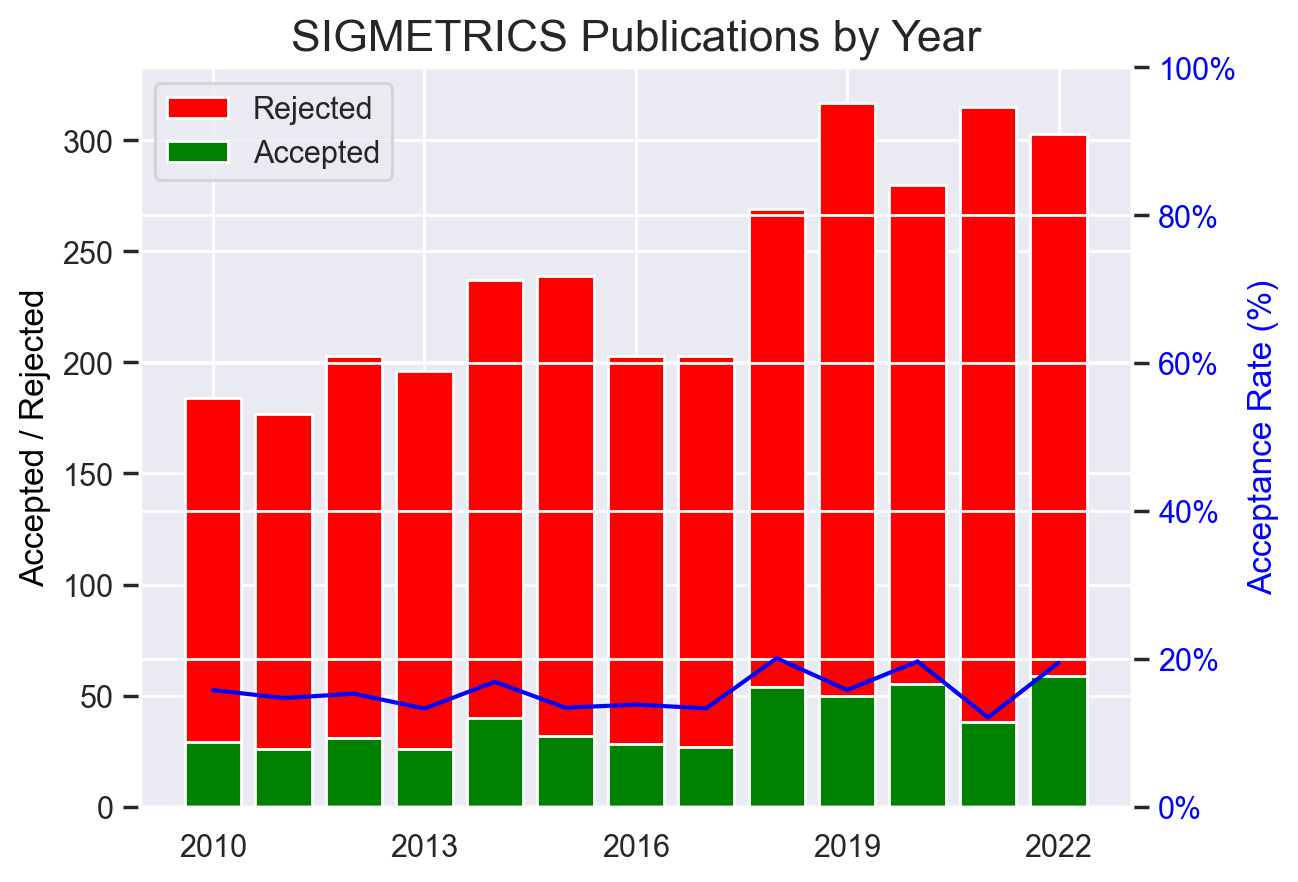 SIGMETRICS Publications by Year
Rejected
Accepted
Accepted / Rejected
300
250
200
150
100
50
0
100%
80%
60%
40%
20%
0%
Acceptance Rate (%)
2010 2013 2016 2019 2022